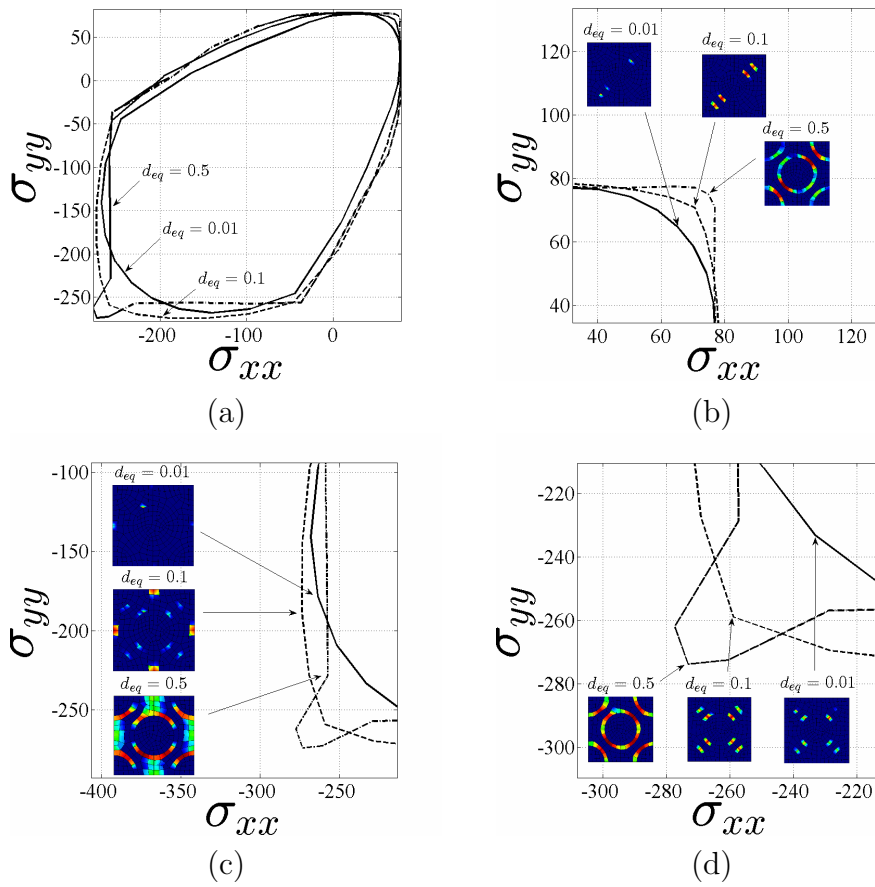 50
0
-50
-100
-150
-200
-250
σyy
-200
-100
0
σxx
d_eq = 0.5
d_eq = 0.01
d_eq = 0.1
(a)
120
100
80
60
40
σyy
40
60
80
100
120
σxx
d_eq = 0.01
d_eq = 0.1
d_eq = 0.5
(b)
-100
-150
-200
-250
σyy
-400
-350
-300
-250
σxx
d_eq = 0.01
d_eq = 0.1
d_eq = 0.5
(c)
-220
-240
-260
-280
-300
σyy
-300
-280
-260
-240
-220
σxx
d_eq = 0.5
d_eq = 0.1
d_eq = 0.01
(d)